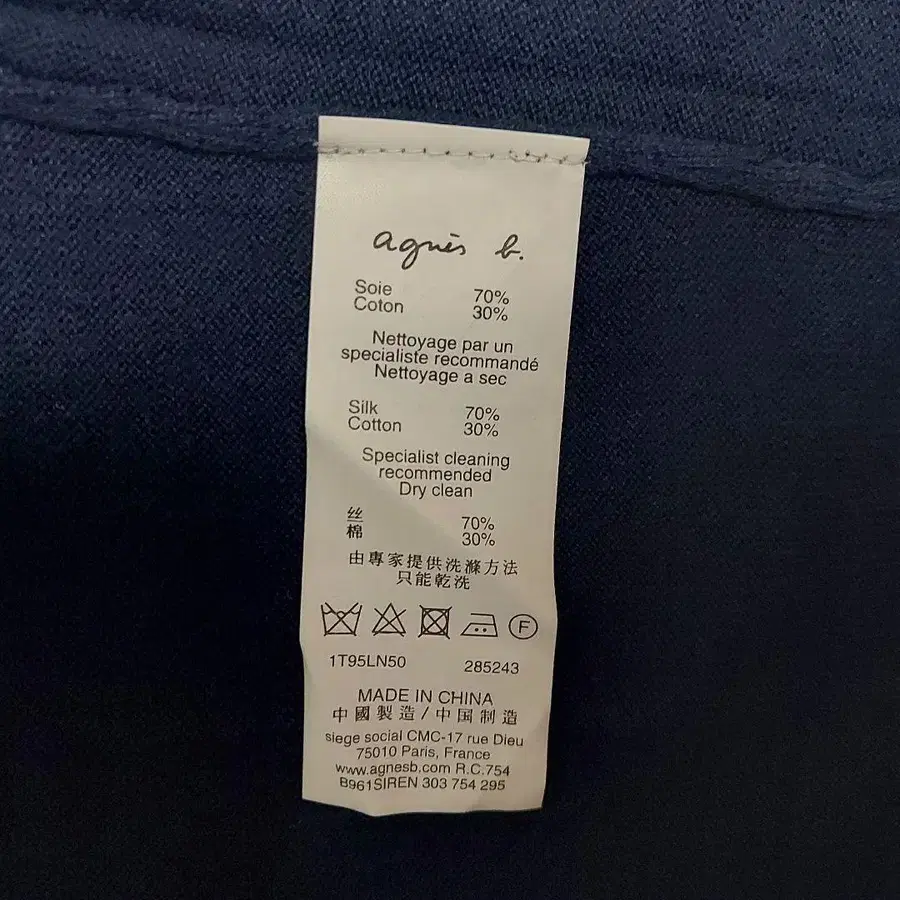 agnès b.
Soie 70%
Coton 30%
Nettoyage par un
specialiste recommandé
Nettoyage a sec
Silk 70%
Cotton 30%
Specialist cleaning
recommended
Dry clean
丝 70%
棉 30%
由專家提供洗滌方法
只能乾洗
F
1T95LN50 285243
MADE IN CHINA
中國製造/中国制造
siege social CMC-17 rue Dieu
75010 Paris, France
www.agnesb.com R.C.754
B961SIREN 303 754 295